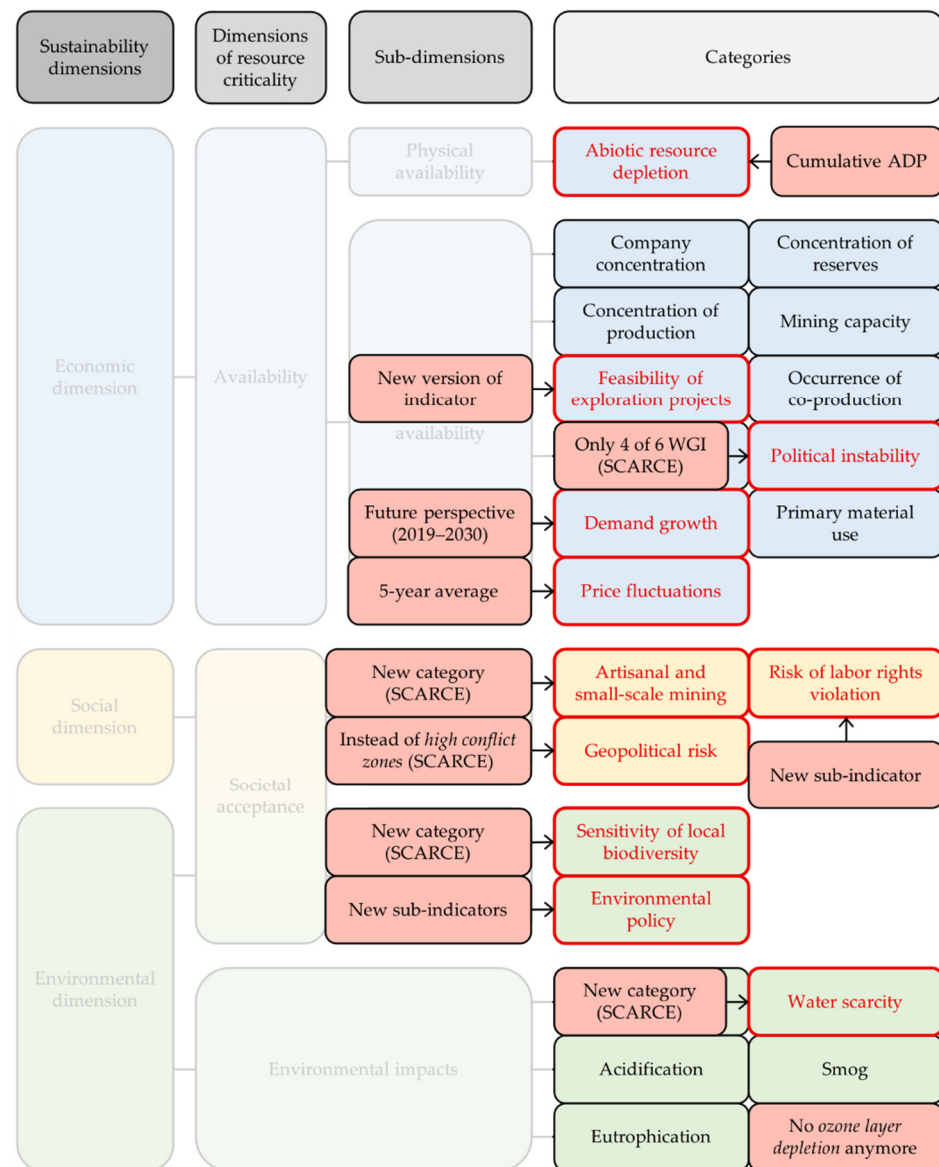 Sustainability
dimensions
Dimensions
of resource
criticality
Sub-dimensions
Categories
Economic
dimension
Availability
Physical
availability
Abiotic resource
depletion
Cumulative ADP
availability
Company
concentration
Concentration of
reserves
Concentration of
production
Mining capacity
New version of
indicator
Feasibility of
exploration projects
Occurrence of
co-production
Only 4 of 6 WGI
(SCARCE)
Political instability
Future perspective
(2019–2030)
Demand growth
Primary material
use
5-year average
Price fluctuations
Social
dimension
Societal
acceptance
New category
(SCARCE)
Artisanal and
small-scale mining
Risk of labor rights
violation
Instead of high conflict
zones (SCARCE)
Geopolitical risk
New sub-indicator
Environmental
dimension
New category
(SCARCE)
Sensitivity of local
biodiversity
New sub-indicators
Environmental
policy
Environmental impacts
New category
(SCARCE)
Water scarcity
Acidification
Smog
Eutrophication
No ozone layer
depletion anymore